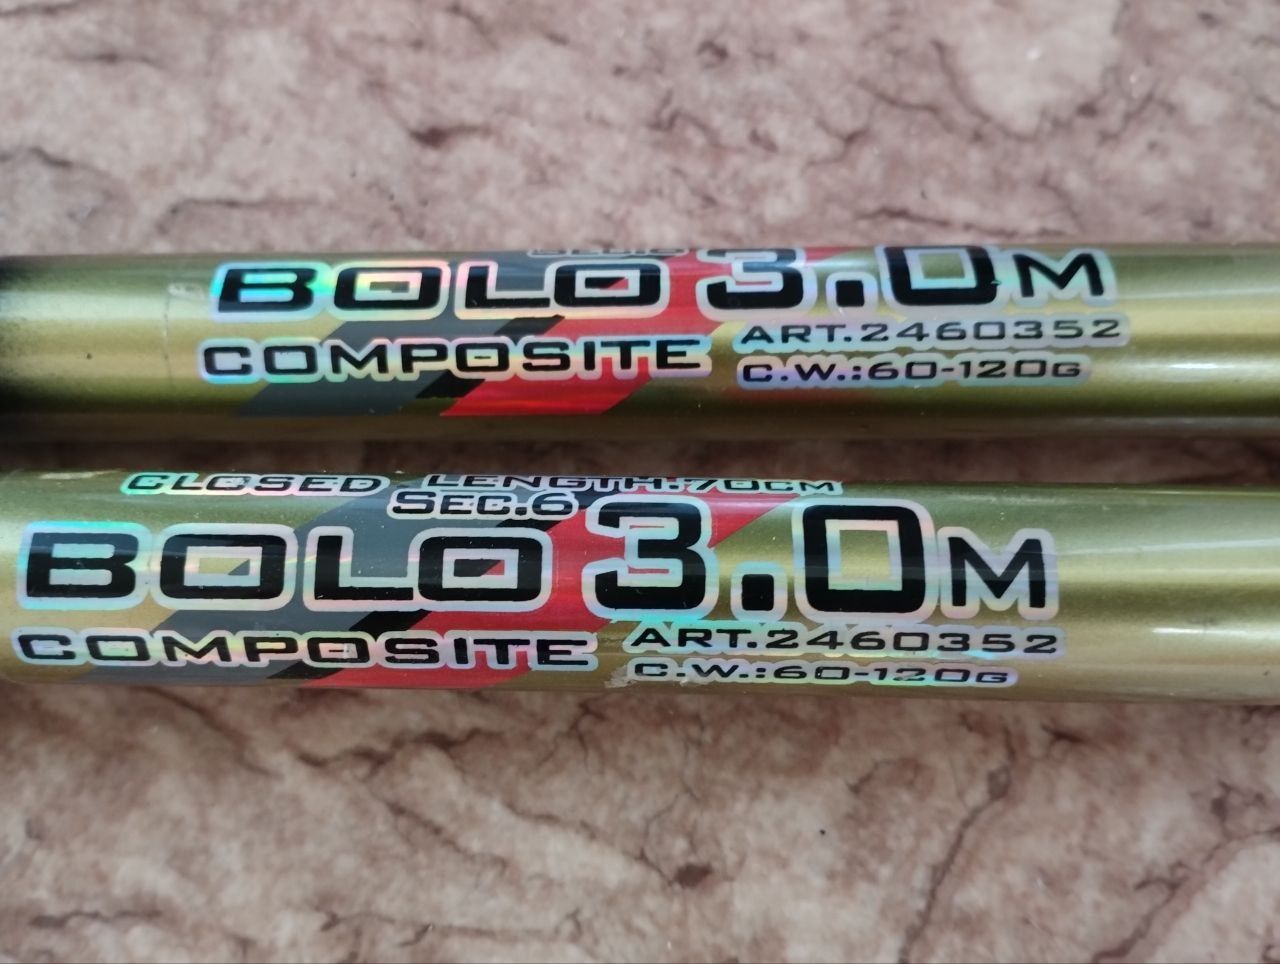 BOLO 3.0M
COMPOSITE
ART.2460352
C.W.:60-120G
CLOSED LENGTH:70CM
SEC.6
BOLO 3.0M
COMPOSITE
ART.2460352
C.W.:60-120G